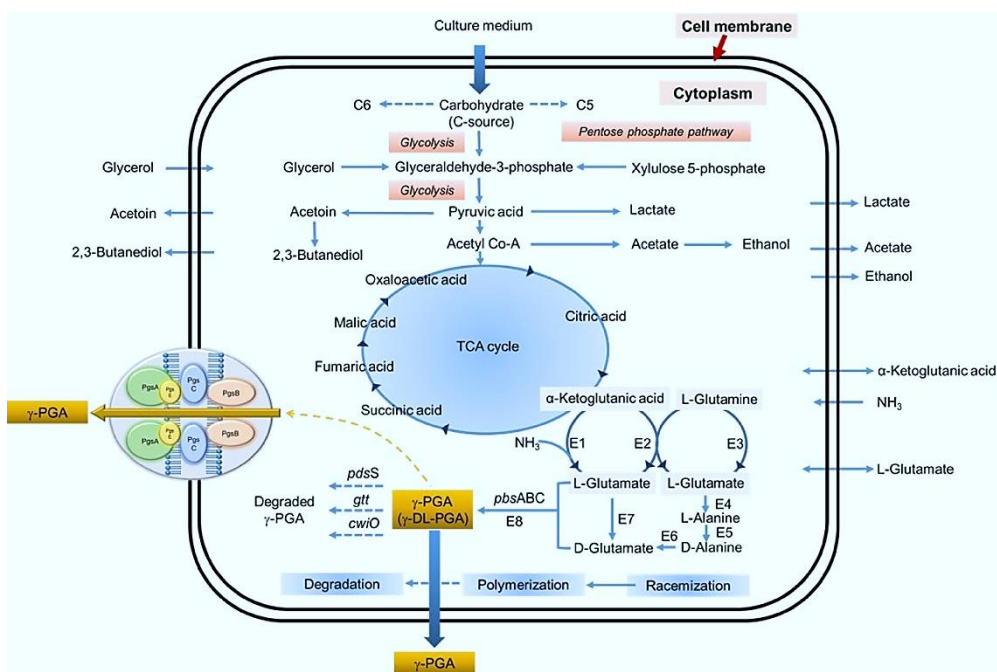 Culture medium
Cell membrane
Cytoplasm
C6
Carbohydrate
(C-source)
C5
Glycolysis
Pentose phosphate pathway
Glycerol
Glycerol
Glyceraldehyde-3-phosphate
Xylulose 5-phosphate
Glycolysis
Acetoin
Acetoin
Pyruvic acid
Lactate
Lactate
2,3-Butanediol
2,3-Butanediol
Acetyl Co-A
Acetate
Ethanol
Acetate
Ethanol
Oxaloacetic acid
Malic acid
Citric acid
TCA cycle
Fumaric acid
Succinic acid
α-Ketoglutanic acid
L-Glutamine
α-Ketoglutanic acid
NH₃
L-Glutamate
PgsA
Pgs
E
Pgs
C
PgsB
γ-PGA
PgsA
Pgs
E
Pgs
C
PgsB
NH₃
E1
E2
E3
L-Glutamate
L-Glutamate
pdsS
gtt
cwiO
Degraded
γ-PGA
γ-PGA
(γ-DL-PGA)
pbsABC
E8
E7
E4
L-Alanine
E5
E6
D-Glutamate
D-Alanine
Degradation
Polymerization
Racemization
γ-PGA